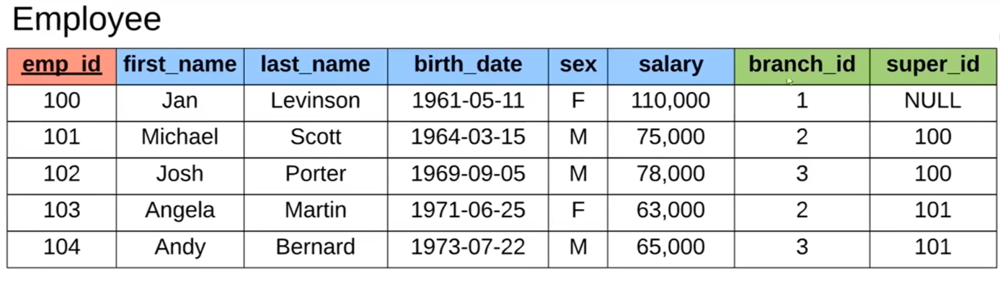 Employee
emp_id first_name last_name birth_date sex salary branch_id super_id
100 Jan Levinson 1961-05-11 F 110,000 1 NULL
101 Michael Scott 1964-03-15 M 75,000 2 100
102 Josh Porter 1969-09-05 M 78,000 3 100
103 Angela Martin 1971-06-25 F 63,000 2 101
104 Andy Bernard 1973-07-22 M 65,000 3 101